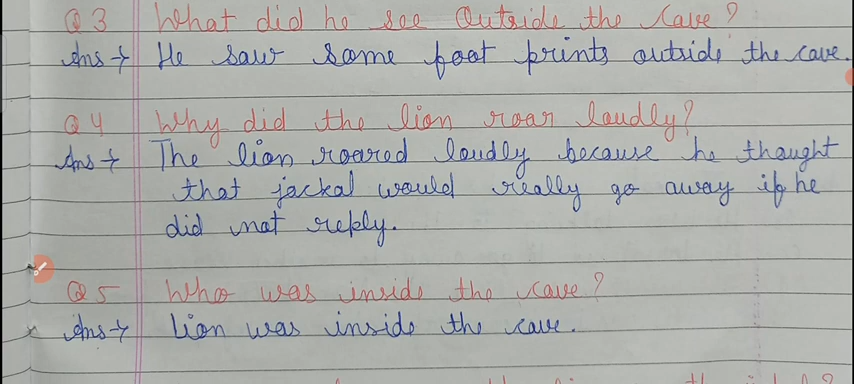 Q 3 What did he see outside the cave?
Ans → He saw some foot prints outside the cave.
Q 4 Why did the lion roar loudly?
Ans → The lion roared loudly because he thought
that jackal would really go away if he
did not reply.
Q 5 Who was inside the cave?
Ans → Lion was inside the cave.